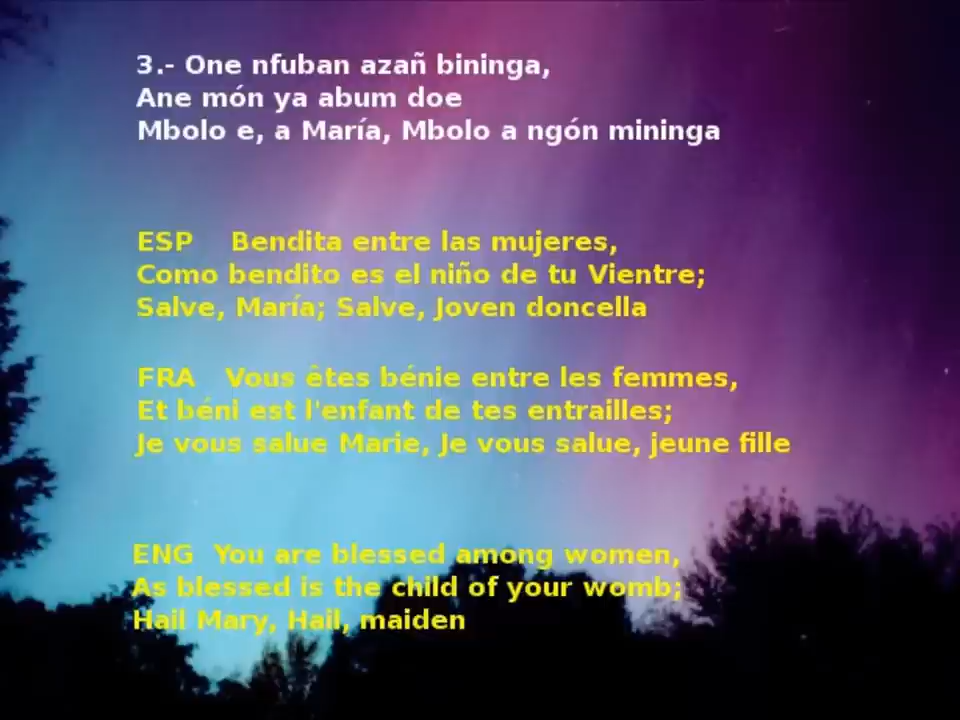 3.- One nfuban azañ bininga,
Ane món ya abum doe
Mbolo e, a María, Mbolo a ngón mininga
ESP Bendita entre las mujeres,
Como bendito es el niño de tu Vientre;
Salve, María; Salve, Joven doncella
FRA Vous êtes bénie entre les femmes,
Et béni est l'enfant de tes entrailles;
Je vous salue Marie, Je vous salue, jeune fille
ENG You are blessed among women,
As blessed is the child of your womb;
Hail Mary, Hail, maiden